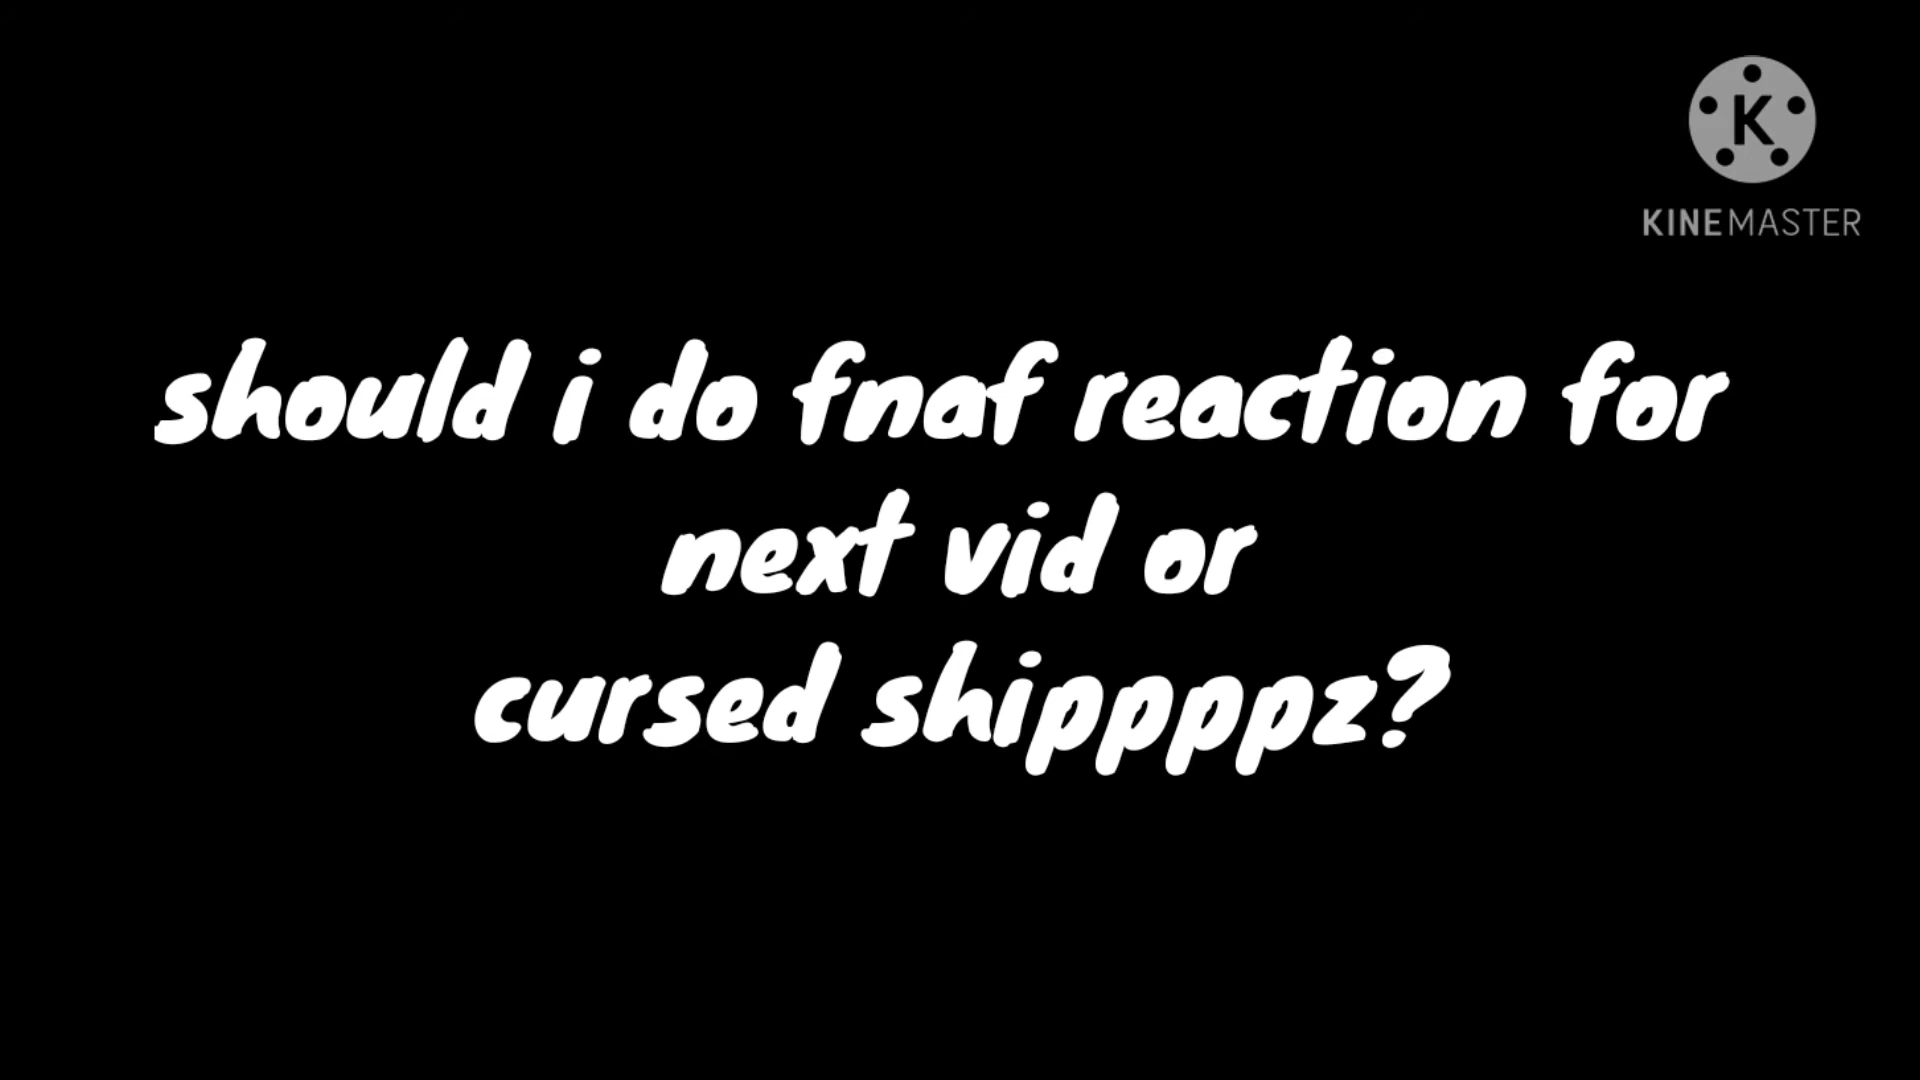 K
KINEMASTER
should i do fnaf reaction for
next vid or
cursed shippppz?